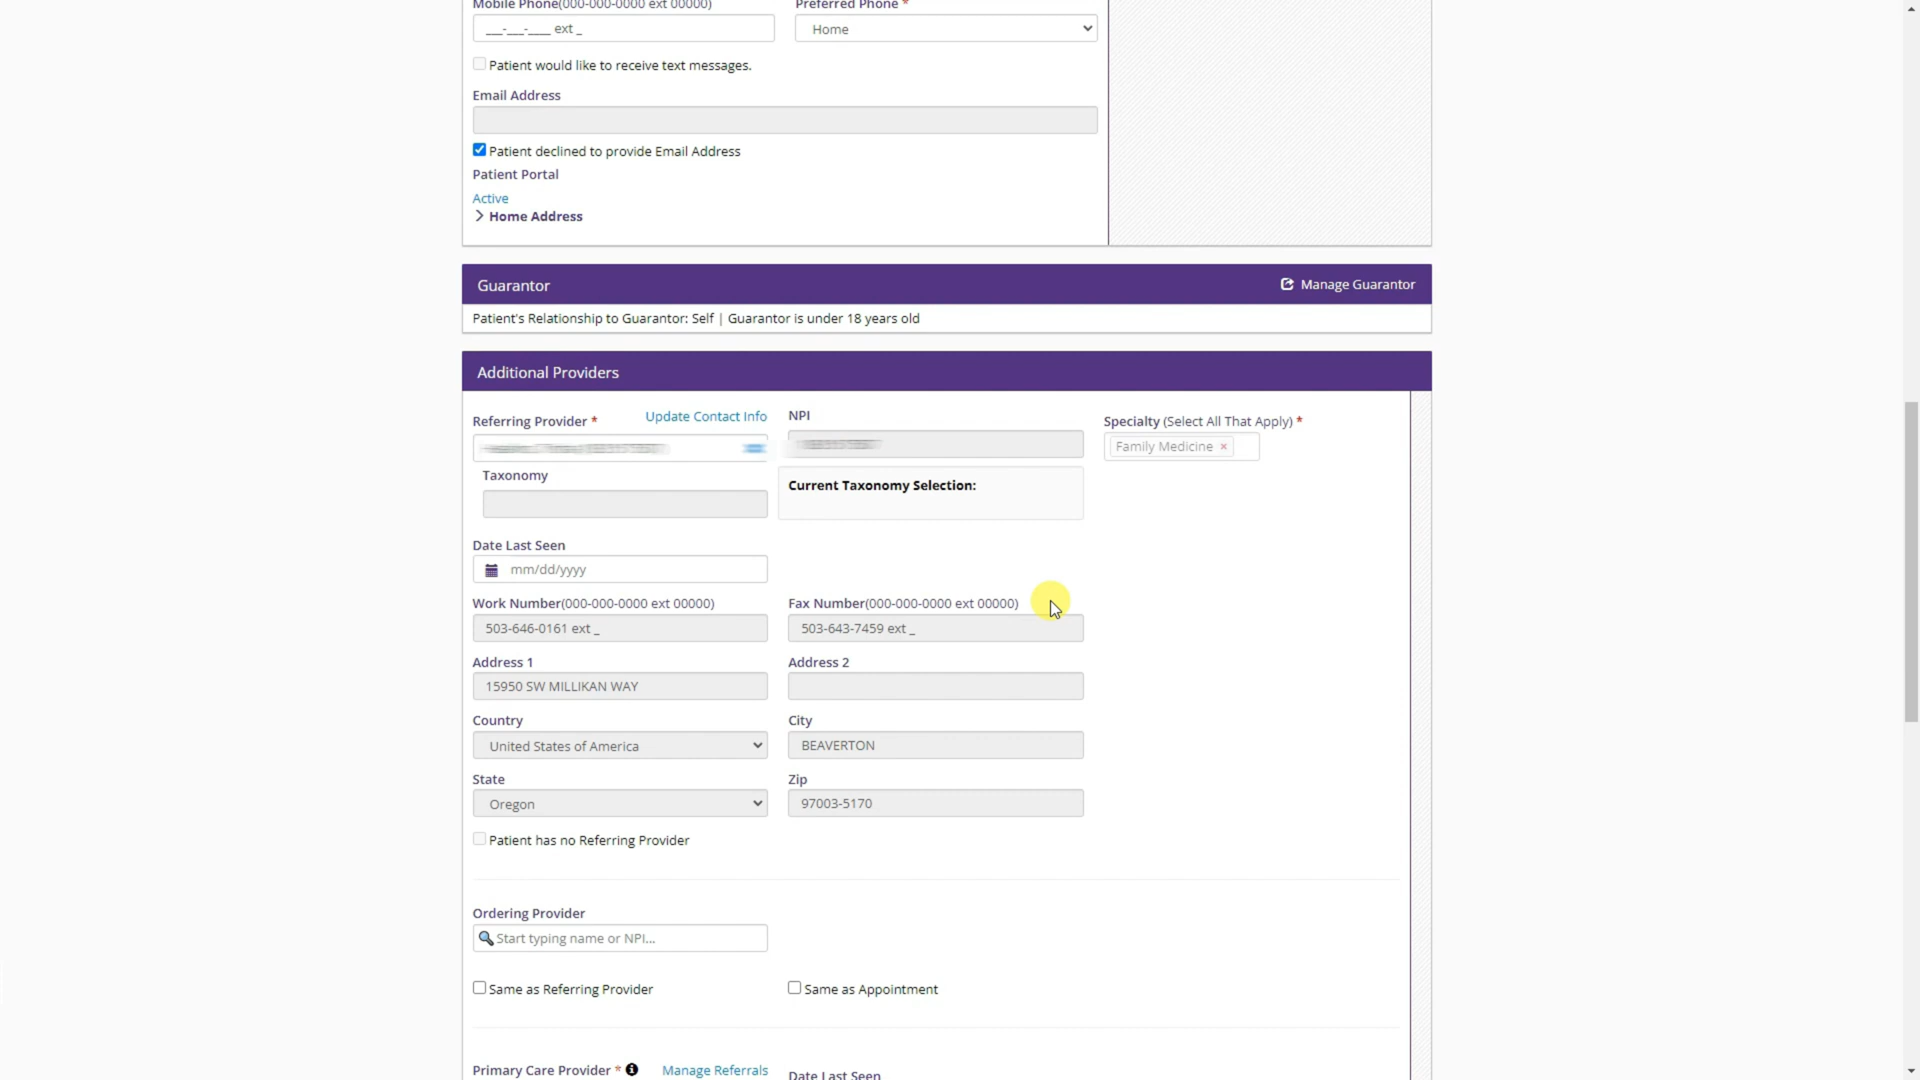 Mobile Phone(000-000-0000 ext 00000) Preferred Phone *
___-___-____ ext _ Home
Patient would like to receive text messages.
Email Address
Patient declined to provide Email Address
Patient Portal
Active
Home Address
Guarantor Manage Guarantor
Patient's Relationship to Guarantor: Self | Guarantor is under 18 years old
Additional Providers
Referring Provider * Update Contact Info NPI Specialty (Select All That Apply) *
Family Medicine ×
Taxonomy
Current Taxonomy Selection:
Date Last Seen
mm/dd/yyyy
Work Number(000-000-0000 ext 00000) Fax Number(000-000-0000 ext 00000)
503-646-0161 ext _ 503-643-7459 ext _
Address 1 Address 2
15950 SW MILLIKAN WAY
Country City
United States of America BEAVERTON
State Zip
Oregon 97003-5170
Patient has no Referring Provider
Ordering Provider
Start typing name or NPI...
Same as Referring Provider Same as Appointment
Primary Care Provider * Manage Referrals Date Last Seen